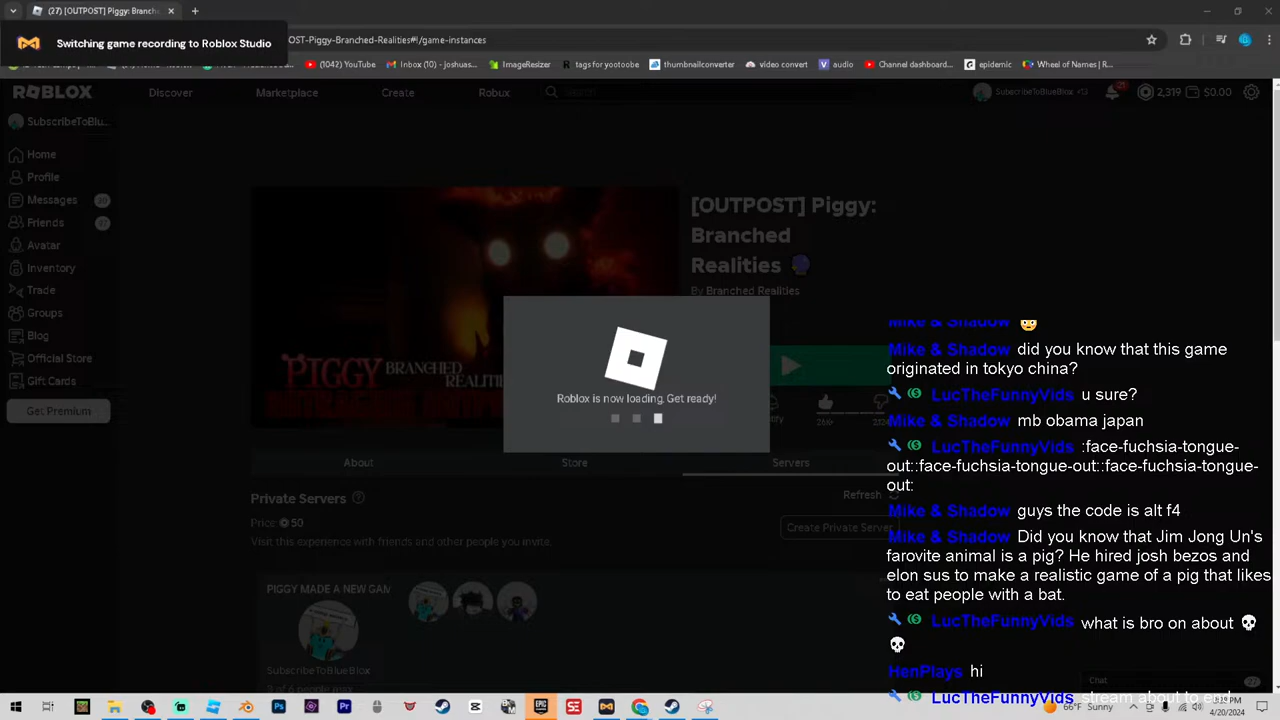 (27) [OUTPOST] Piggy: Branch
Switching game recording to Roblox Studio
OST-Piggy-Branched-Realities#!/game-instances
(1042) YouTube
Inbox (10) - joshuas...
ImageResizer
tags for yootoobe
thumbnailconverter
video convert
audio
Channel dashboard...
epidemic
Wheel of Names | R...
ROBLOX
Discover
Marketplace
Create
Robux
Search
SubscribeToBlueBlox
2,319
$0.00
SubscribeToBlu...
Home
Profile
Messages
Friends
Avatar
Inventory
Trade
Groups
Blog
Official Store
Gift Cards
Get Premium
[OUTPOST] Piggy:
Branched
Realities
By Branched Realities
PIGGY BRANCHED
Roblox is now loading. Get ready!
About
Store
Servers
Private Servers
Refresh
Price: 50
Create Private Server
Visit this experience with friends and other people you invite.
PIGGY MADE A NEW GAM
SubscribeToBlueBlox
Mike & Shadow
Mike & Shadow did you know that this game
originated in tokyo china?
LucTheFunnyVids u sure?
Mike & Shadow mb obama japan
LucTheFunnyVids :face-fuchsia-tongue-
out::face-fuchsia-tongue-out::face-fuchsia-tongue-
out:
Mike & Shadow guys the code is alt f4
Mike & Shadow Did you know that Jim Jong Un's
farovite animal is a pig? He hired josh bezos and
elon sus to make a realistic game of a pig that likes
to eat people with a bat.
LucTheFunnyVids what is bro on about
HenPlays hi
LucTheFunnyVids stream about to end
Chat
66°F Sunny
4/20/2024